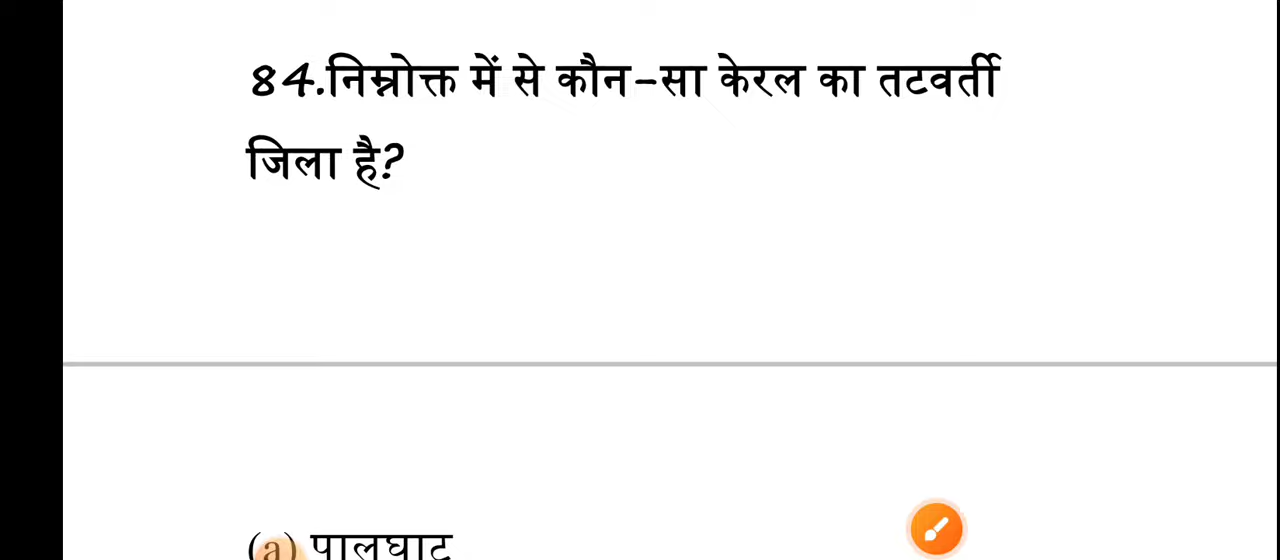 84.निम्नोक्त में से कौन-सा केरल का तटवर्ती
जिला है?
(a) पालघाट